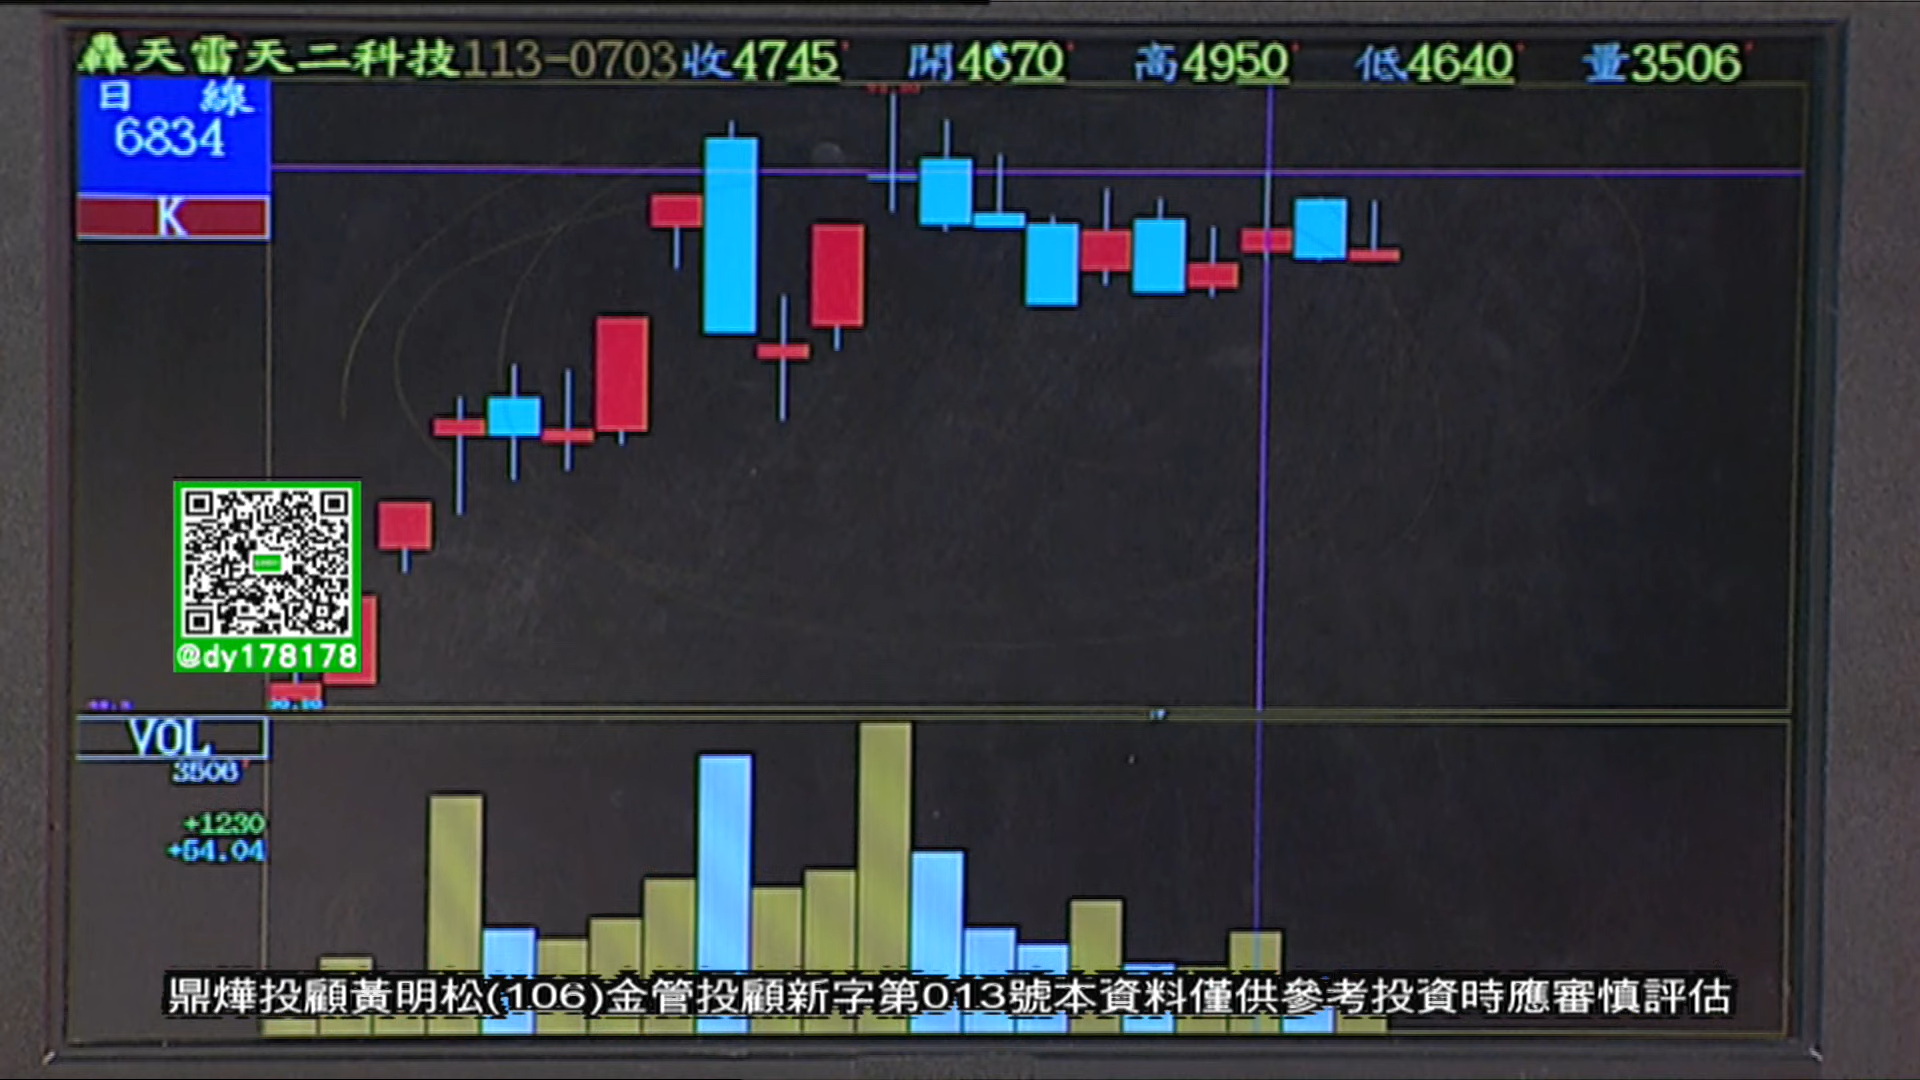 轟天雷天二科技113-0703收4745 開4670 高4950 低4640 量3506
日 線
6834
K
@dy178178
VOL
3506
+1230
+54.04
鼎燁投顧黃明松(106)金管投顧新字第013號本資料僅供參考投資時應審慎評估